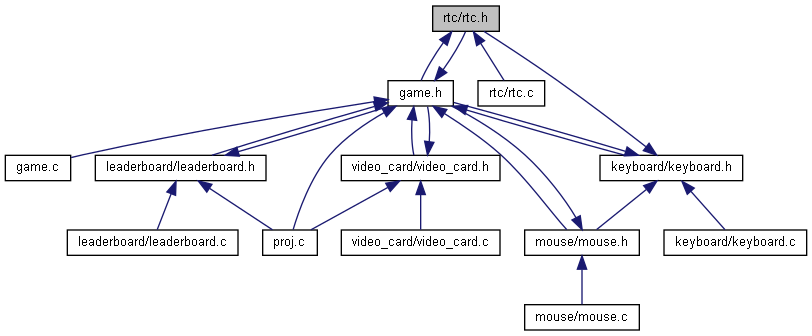 rtc/rtc.h
game.h
rtc/rtc.c
game.c
leaderboard/leaderboard.h
video_card/video_card.h
keyboard/keyboard.h
leaderboard/leaderboard.c
proj.c
video_card/video_card.c
mouse/mouse.h
keyboard/keyboard.c
mouse/mouse.c